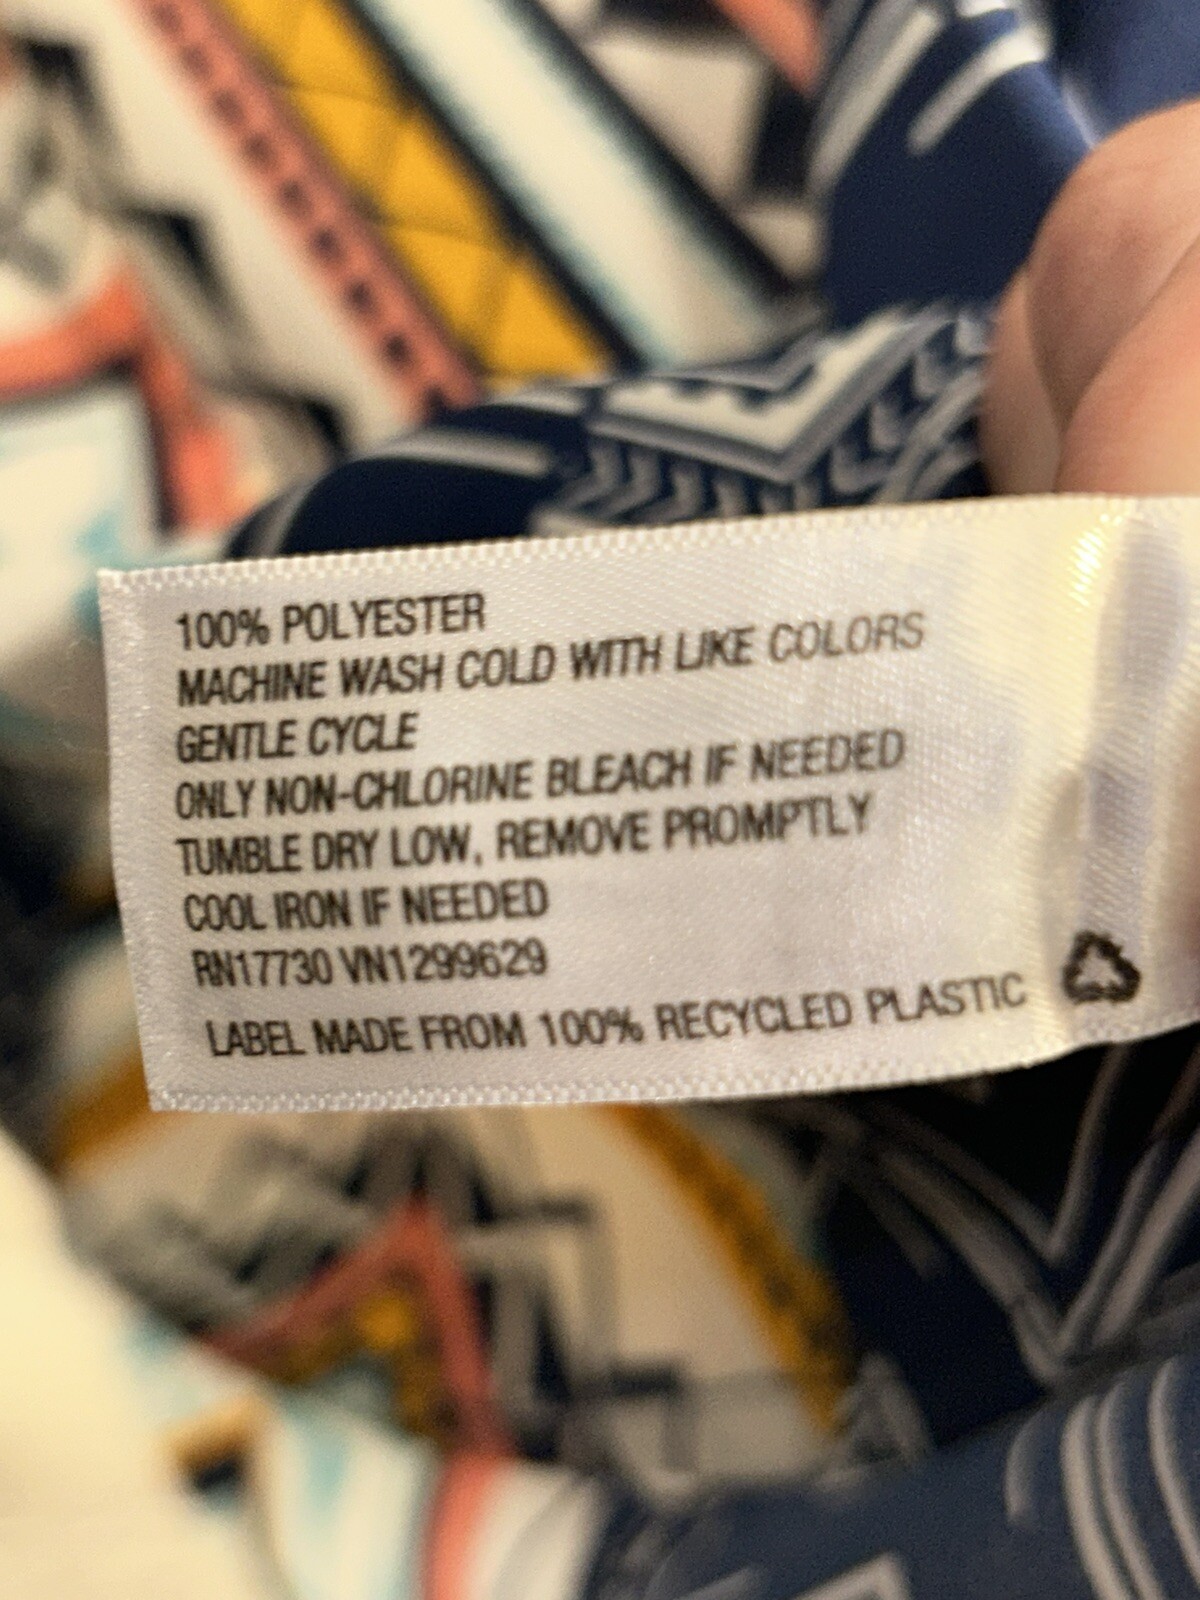 100% POLYESTER
MACHINE WASH COLD WITH LIKE COLORS
GENTLE CYCLE
ONLY NON-CHLORINE BLEACH IF NEEDED
TUMBLE DRY LOW, REMOVE PROMPTLY
COOL IRON IF NEEDED
RN17730 VN1299629
LABEL MADE FROM 100% RECYCLED PLASTIC